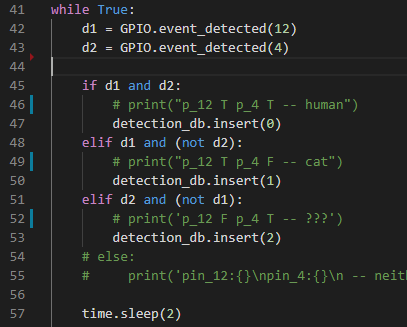 41 while True:
42     d1 = GPIO.event_detected(12)
43     d2 = GPIO.event_detected(4)
44
45     if d1 and d2:
46         # print("p_12 T p_4 T -- human")
47         detection_db.insert(0)
48     elif d1 and (not d2):
49         # print("p_12 T p_4 F -- cat")
50         detection_db.insert(1)
51     elif d2 and (not d1):
52         # print('p_12 F p_4 T -- ???')
53         detection_db.insert(2)
54     # else:
55     #     print('pin_12:{}\npin_4:{}\n -- neith
56
57     time.sleep(2)